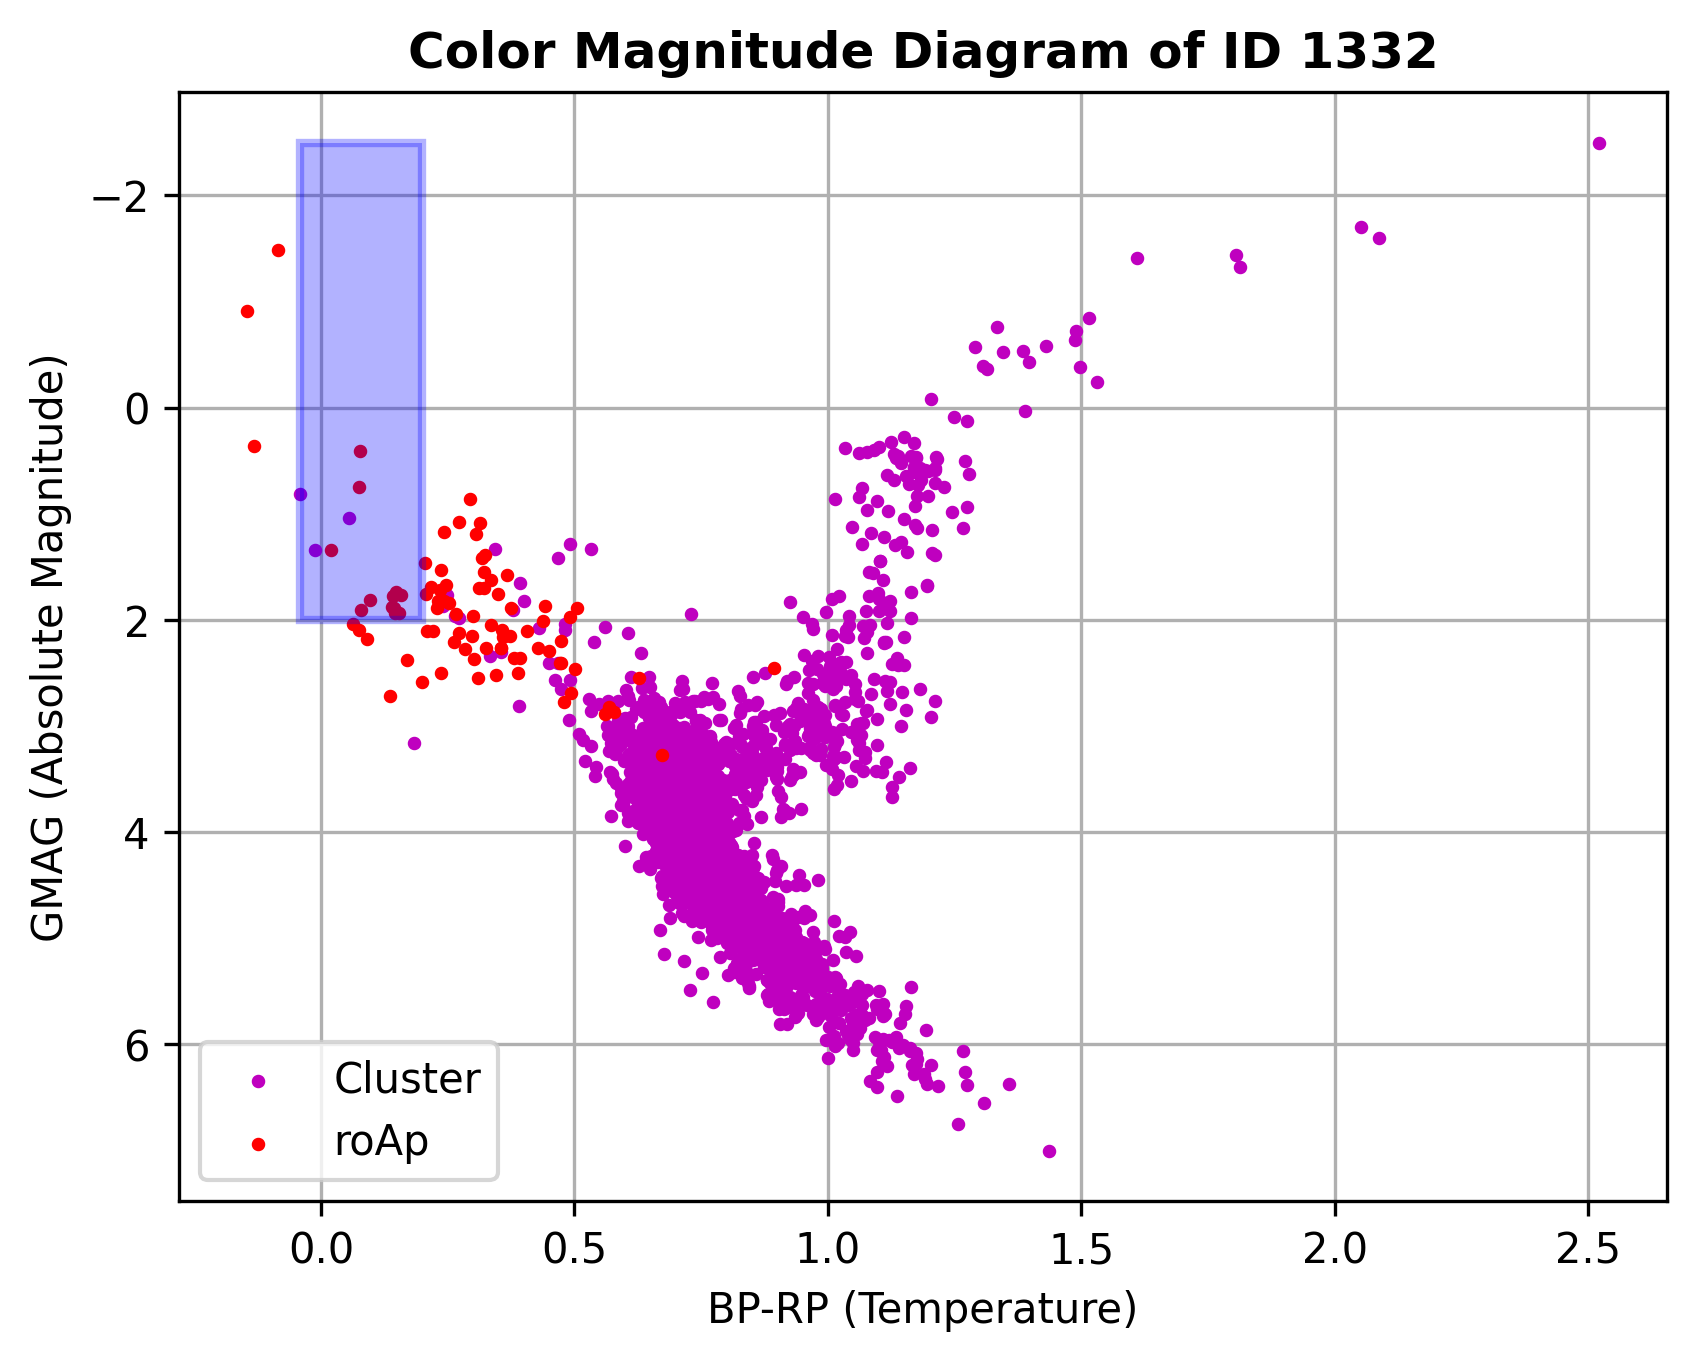 Color Magnitude Diagram of ID 1332
GMAG (Absolute Magnitude)
−2
0
2
4
6
Cluster
roAp
0.0 0.5 1.0 1.5 2.0 2.5
BP-RP (Temperature)